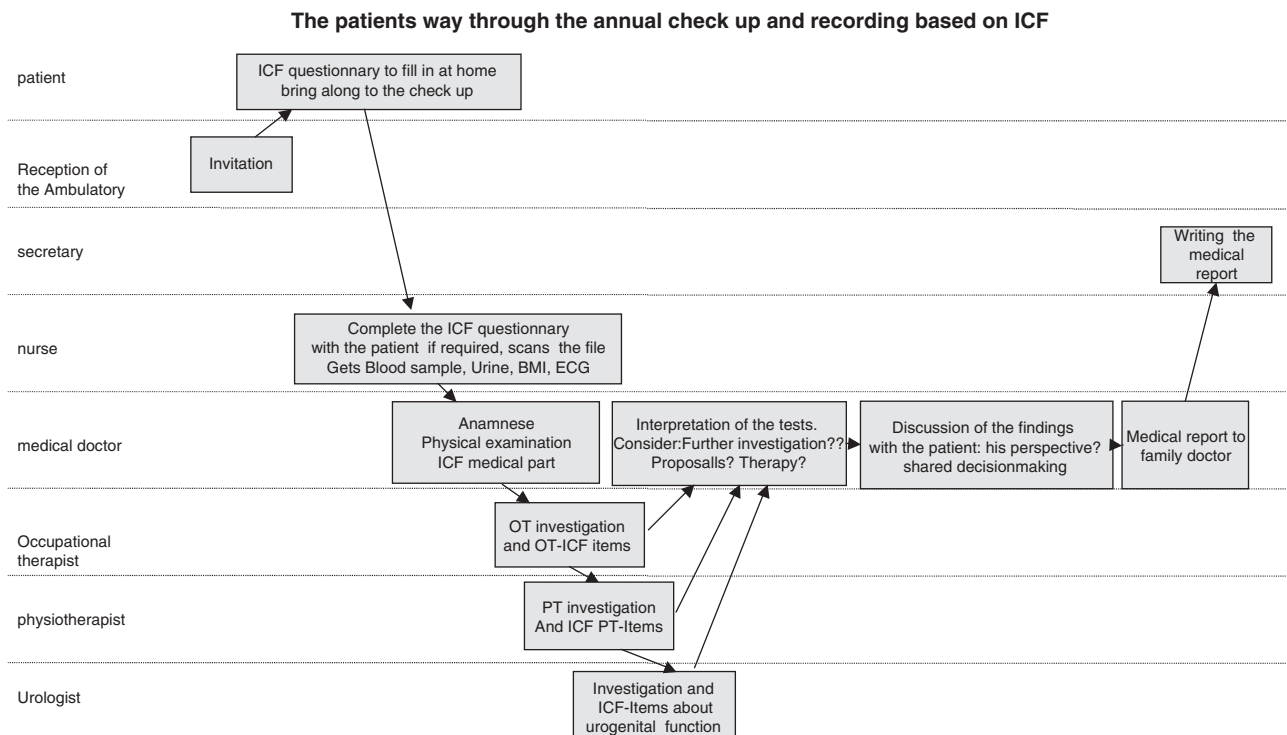 The patients way through the annual check up and recording based on ICF
patient
ICF questionnary to fill in at home
bring along to the check up
Reception of
the Ambulatory
Invitation
secretary
Writing the
medical
report
nurse
Complete the ICF questionnary
with the patient if required, scans the file
Gets Blood sample, Urine, BMI, ECG
medical doctor
Anamnese
Physical examination
ICF medical part
Interpretation of the tests.
Consider:Further investigation??
Proposalls? Therapy?
Discussion of the findings
with the patient: his perspective?
shared decisionmaking
Medical report to
family doctor
Occupational
therapist
OT investigation
and OT-ICF items
physiotherapist
PT investigation
And ICF PT-Items
Urologist
Investigation and
ICF-Items about
urogenital function